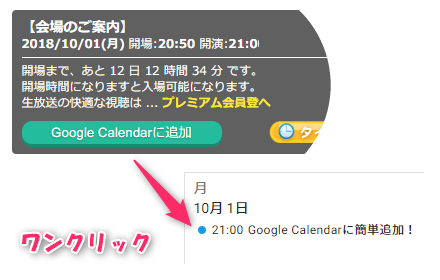 【会場のご案内】
2018/10/01(月) 開場:20:50 開演:21:0
開場まで、あと 12 日 12 時間 34 分 です。
開場時間になりますと入場可能になります。
生放送の快適な視聴は ... プレミアム会員登へ
Google Calendarに追加
タイ
月
10月 1日
21:00 Google Calendarに簡単追加！
ワンクリック